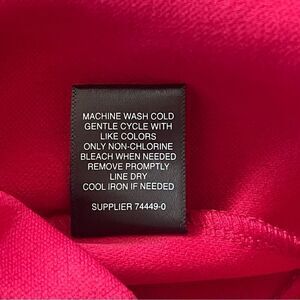 MACHINE WASH COLD
GENTLE CYCLE WITH
LIKE COLORS
ONLY NON-CHLORINE
BLEACH WHEN NEEDED
REMOVE PROMPTLY
LINE DRY
COOL IRON IF NEEDED
SUPPLIER 74449-0